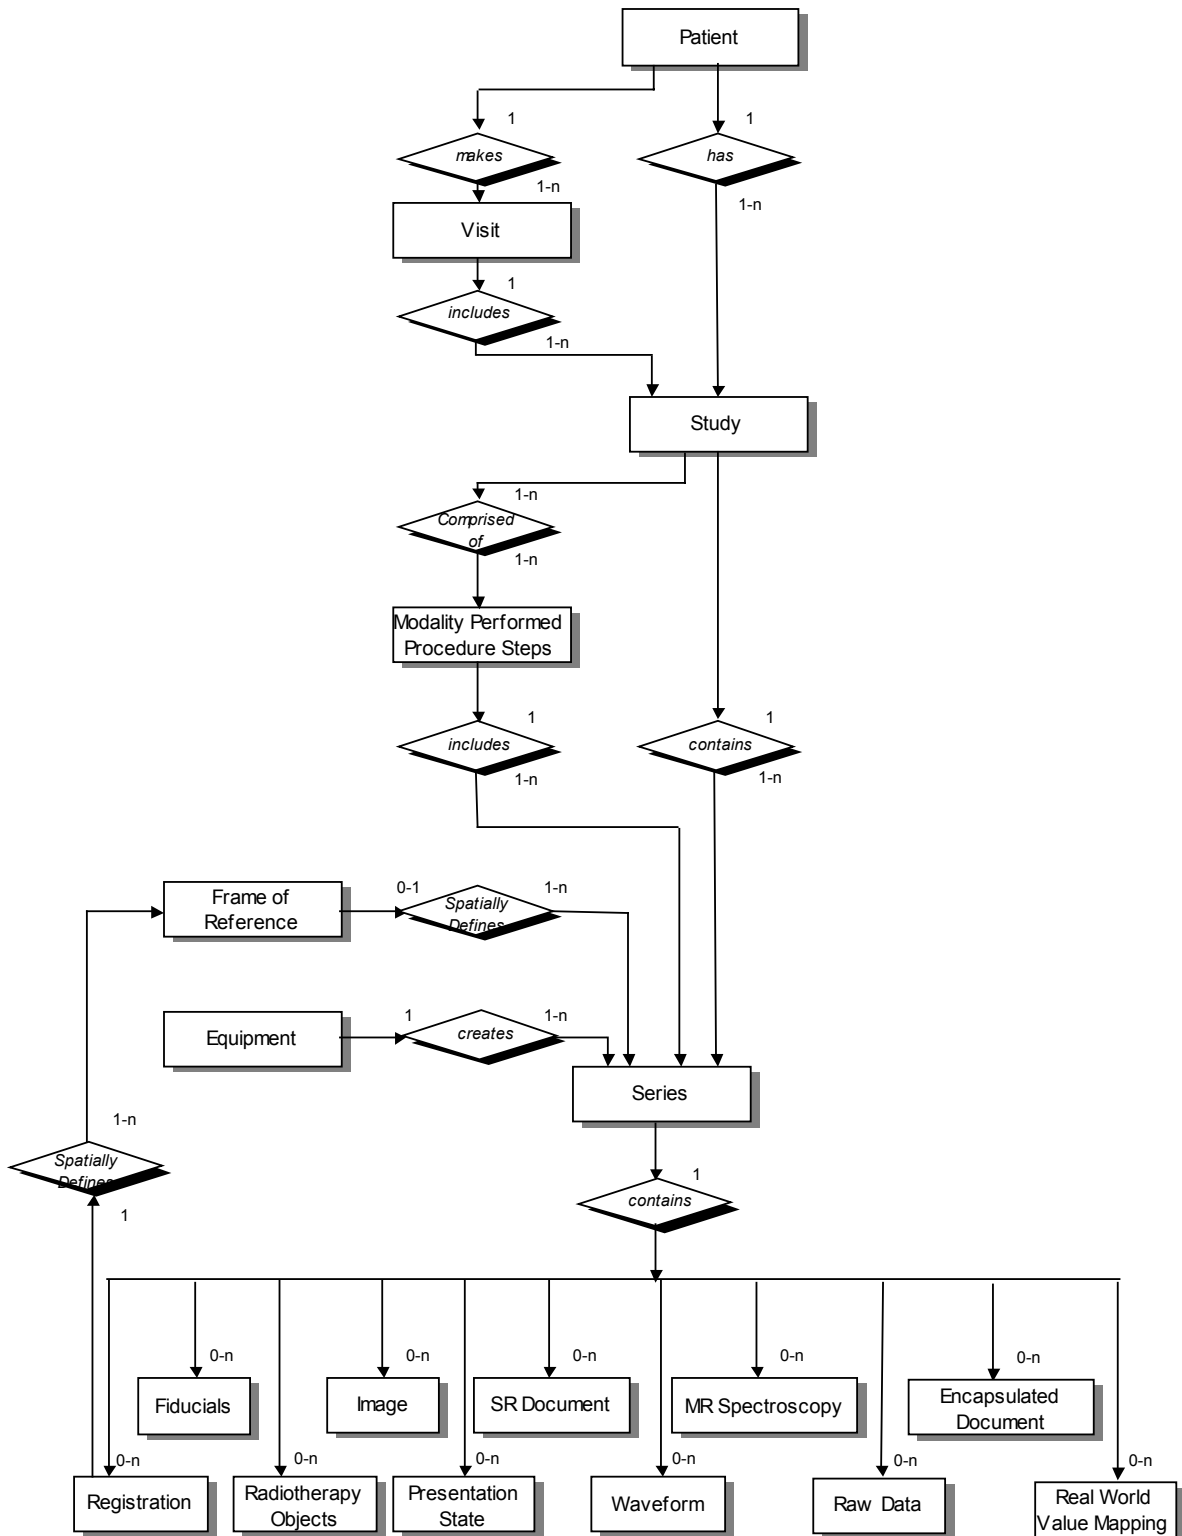 Patient
1
1
makes
has
1-n
1-n
Visit
1
includes
1-n
Study
1-n
Comprised
of
1-n
Modality Performed
Procedure Steps
1
1
includes
contains
1-n
1-n
Frame of
Reference
0-1
Spatially
Defines
1-n
Equipment
1
creates
1-n
Series
1-n
Spatially
Defines
1
1
contains
0-n
0-n
0-n
0-n
0-n
Fiducials
Image
SR Document
MR Spectroscopy
Encapsulated
Document
0-n
0-n
0-n
0-n
0-n
0-n
Registration
Radiotherapy
Objects
Presentation
State
Waveform
Raw Data
Real World
Value Mapping